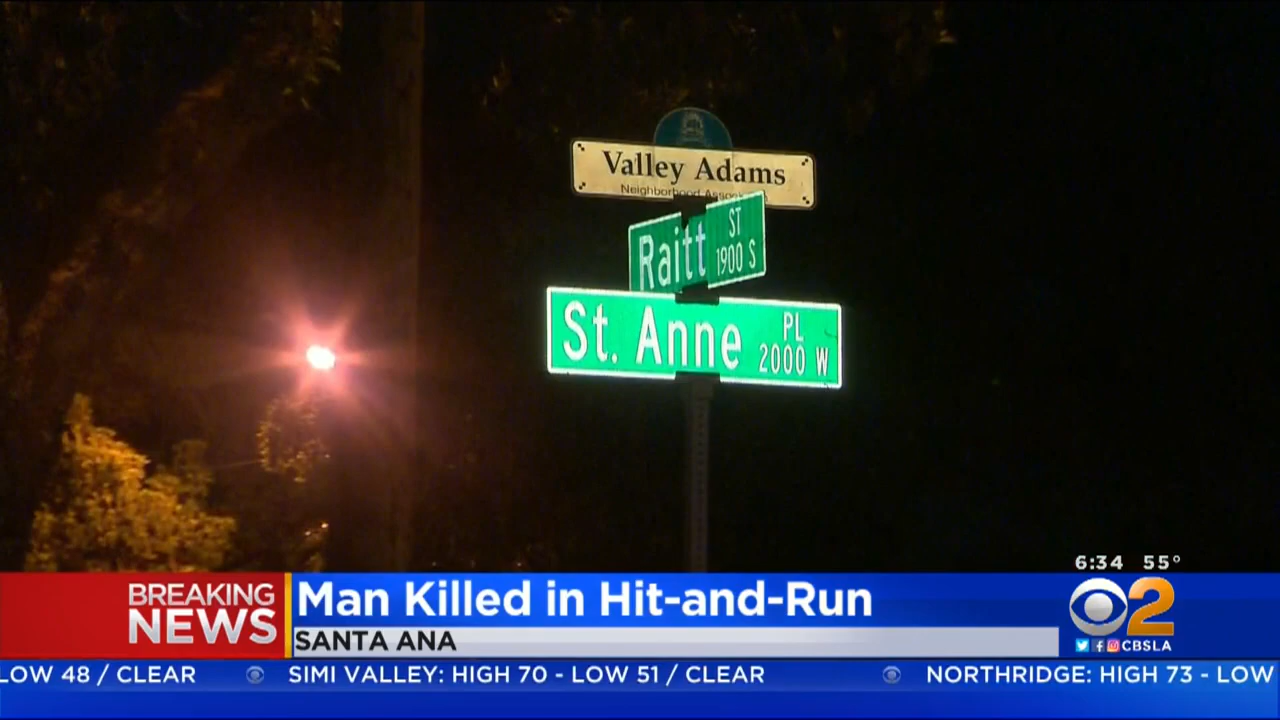 Valley Adams
Neighborhood
Raitt ST
1900 S
St. Anne PL
2000 W
6:34 55°
BREAKING
NEWS
Man Killed in Hit-and-Run
SANTA ANA
2
CBSLA
LOW 48 / CLEAR SIMI VALLEY: HIGH 70 - LOW 51 / CLEAR NORTHRIDGE: HIGH 73 - LOW